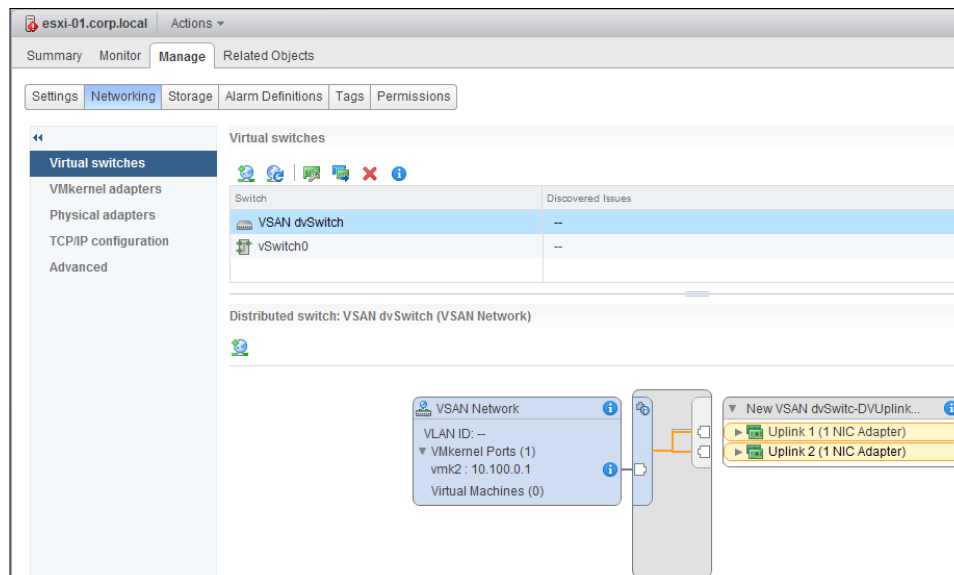 esxi-01.corp.local Actions
Summary Monitor Manage Related Objects
Settings Networking Storage Alarm Definitions Tags Permissions
Virtual switches
VMkernel adapters
Physical adapters
TCP/IP configuration
Advanced
Virtual switches
Switch Discovered Issues
VSAN dvSwitch --
vSwitch0 --
Distributed switch: VSAN dvSwitch (VSAN Network)
VSAN Network
VLAN ID: --
VMkernel Ports (1)
vmk2 : 10.100.0.1
Virtual Machines (0)
New VSAN dvSwitc-DVUplink...
Uplink 1 (1 NIC Adapter)
Uplink 2 (1 NIC Adapter)